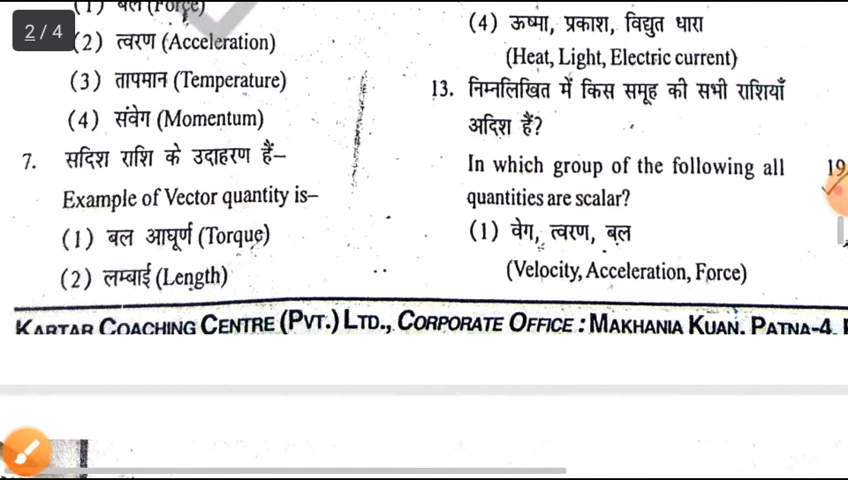 2 / 4
(1) बल (Force)
(2) त्वरण (Acceleration)
(3) तापमान (Temperature)
(4) संवेग (Momentum)
7. सदिश राशि के उदाहरण हैं–
Example of Vector quantity is–
(1) बल आघूर्ण (Torque)
(2) लम्बाई (Length)
(4) ऊष्मा, प्रकाश, विद्युत धारा
(Heat, Light, Electric current)
13. निम्नलिखित में किस समूह की सभी राशियाँ
अदिश हैं?
In which group of the following all
quantities are scalar?
(1) वेग, त्वरण, बल
(Velocity, Acceleration, Force)
19
KARTAR COACHING CENTRE (PVT.) LTD., CORPORATE OFFICE : MAKHANIA KUAN, PATNA-4,